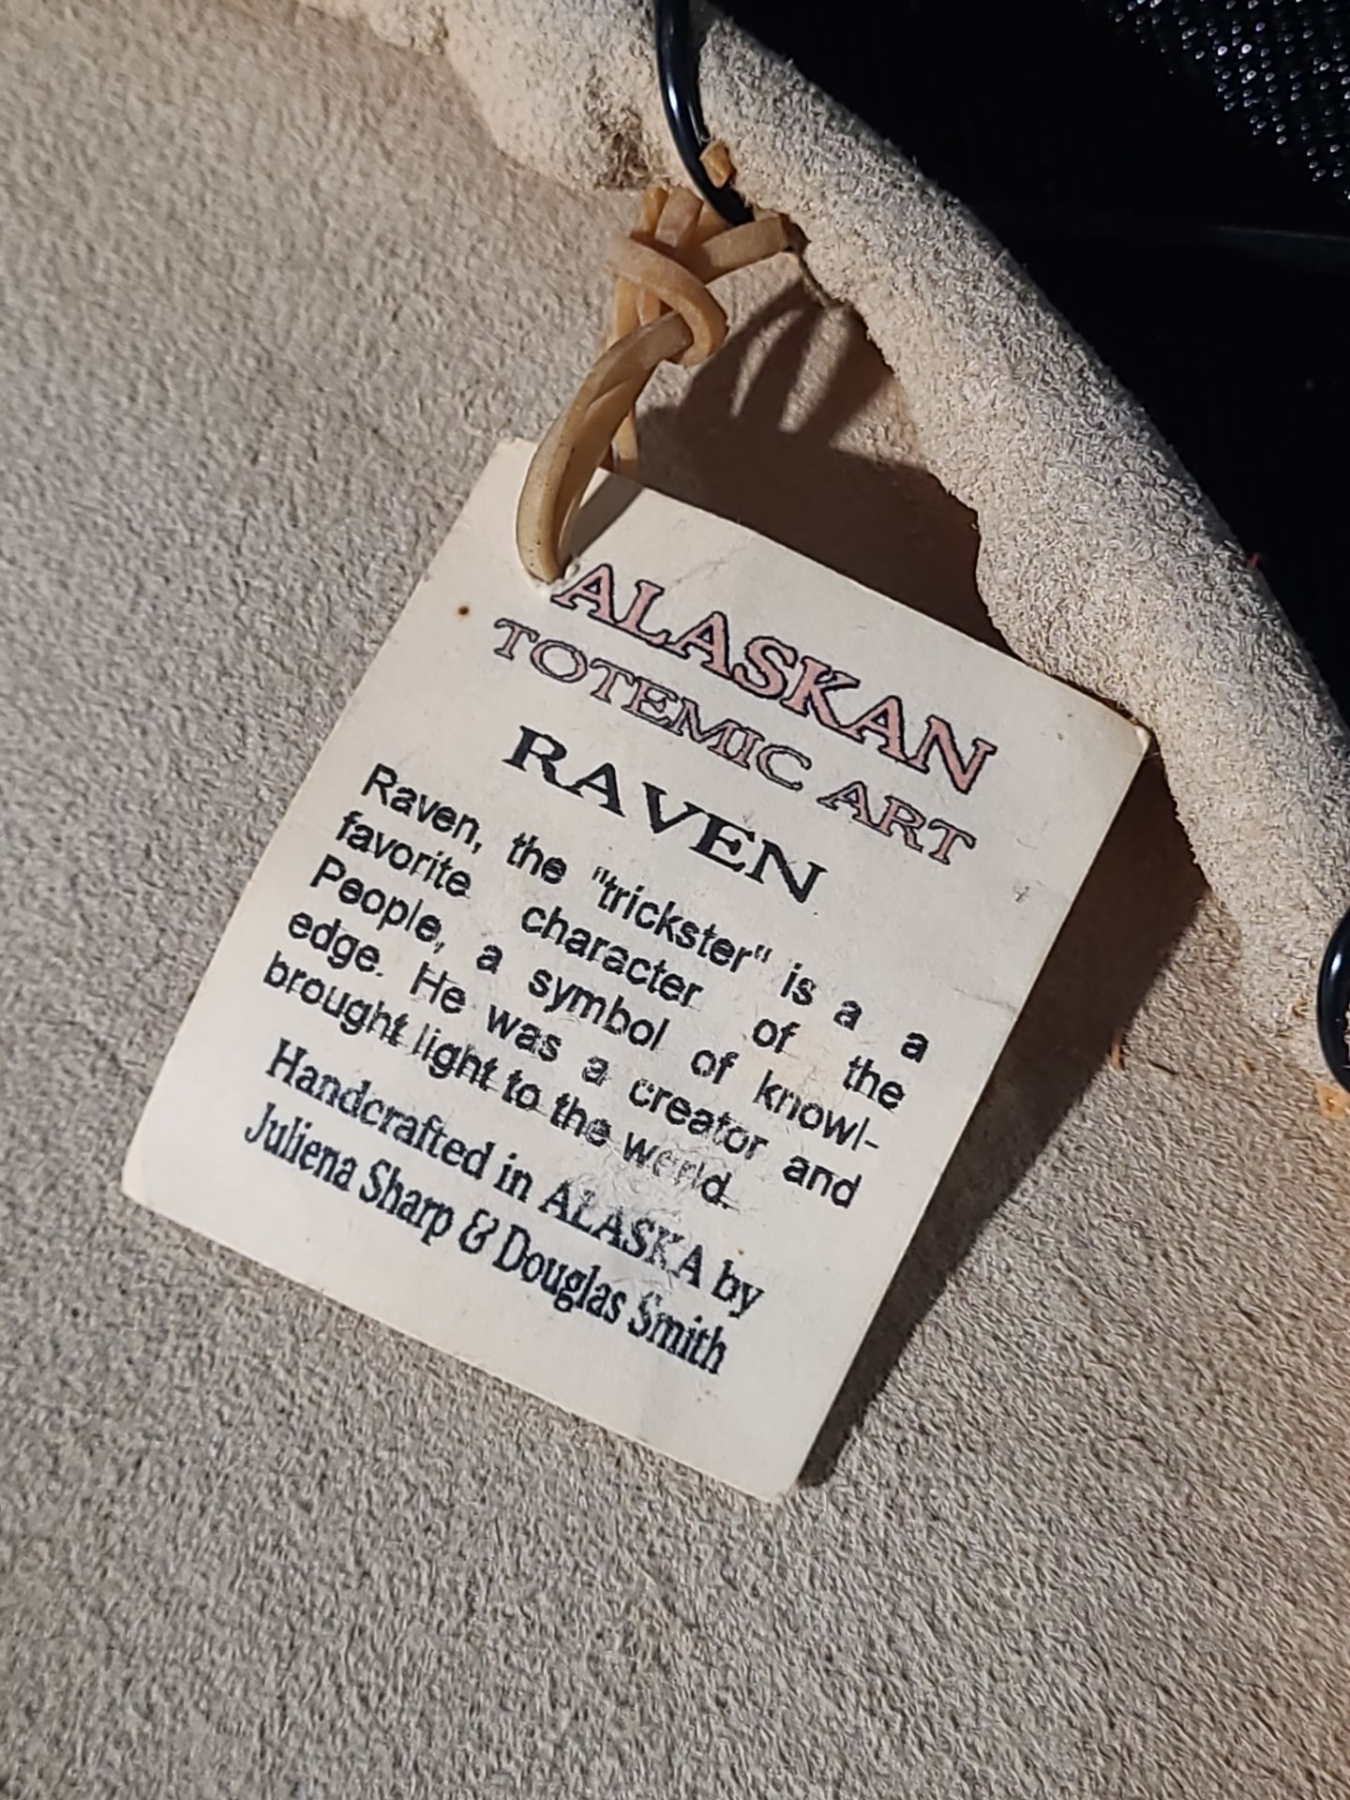 ALASKAN
TOTEMIC ART
RAVEN
Raven, the "trickster" is a a
favorite character of the
People, a symbol of knowl-
edge. He was a creator and
brought light to the world.
Handcrafted in ALASKA by
Juliena Sharp & Douglas Smith